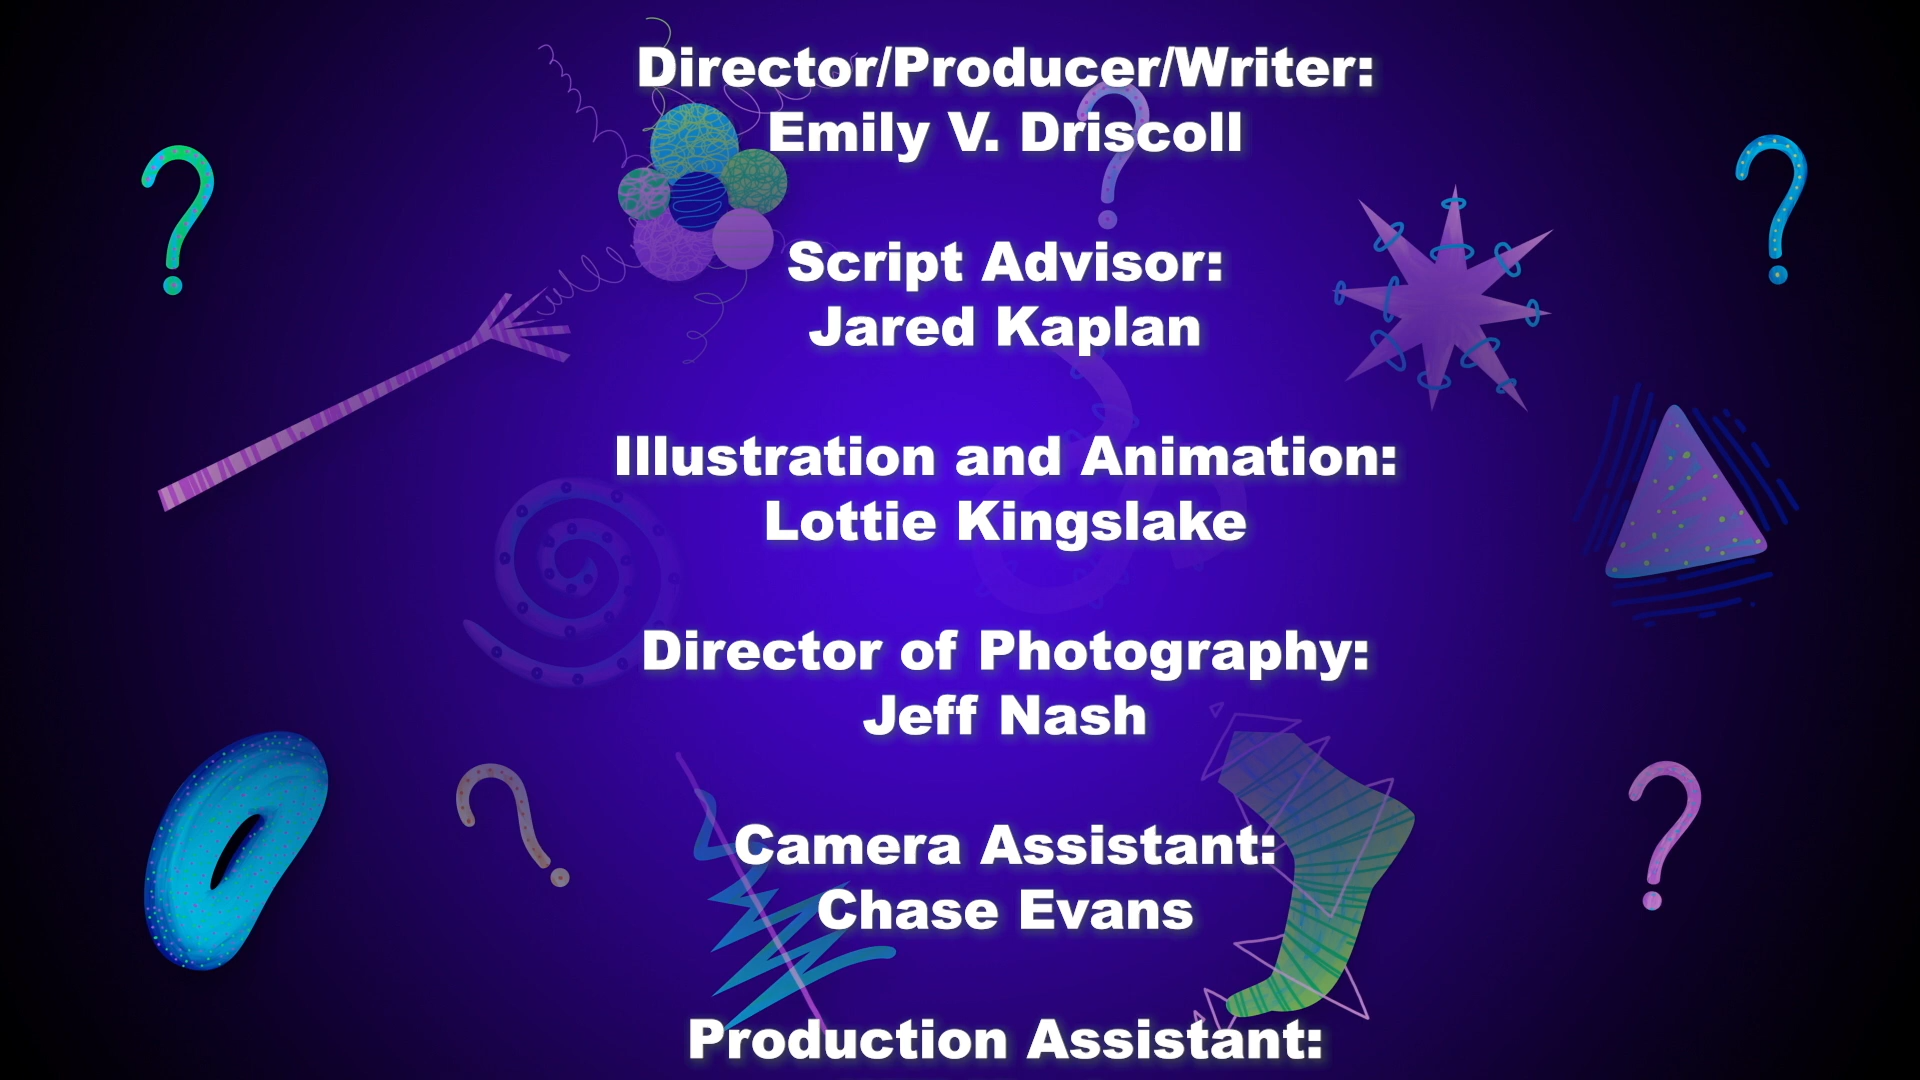 Director/Producer/Writer:
Emily V. Driscoll
Script Advisor:
Jared Kaplan
Illustration and Animation:
Lottie Kingslake
Director of Photography:
Jeff Nash
Camera Assistant:
Chase Evans
Production Assistant: